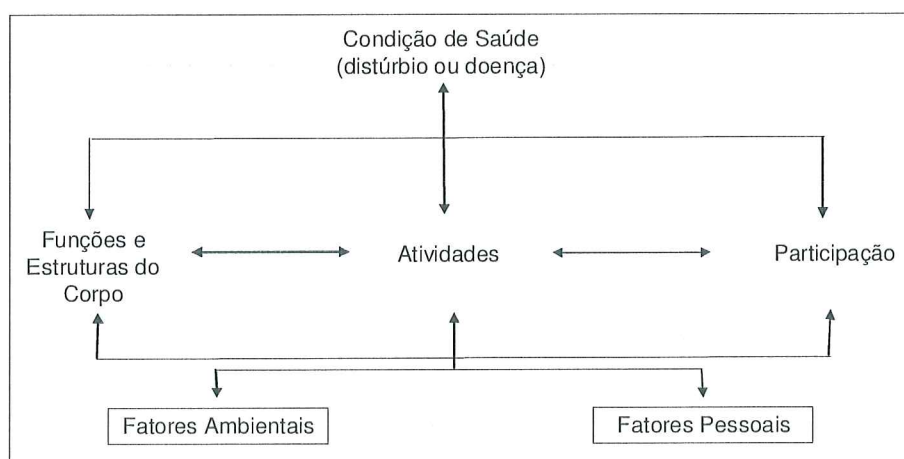 Condição de Saúde
(distúrbio ou doença)
Funções e
Estruturas do
Corpo
Atividades
Participação
Fatores Ambientais
Fatores Pessoais